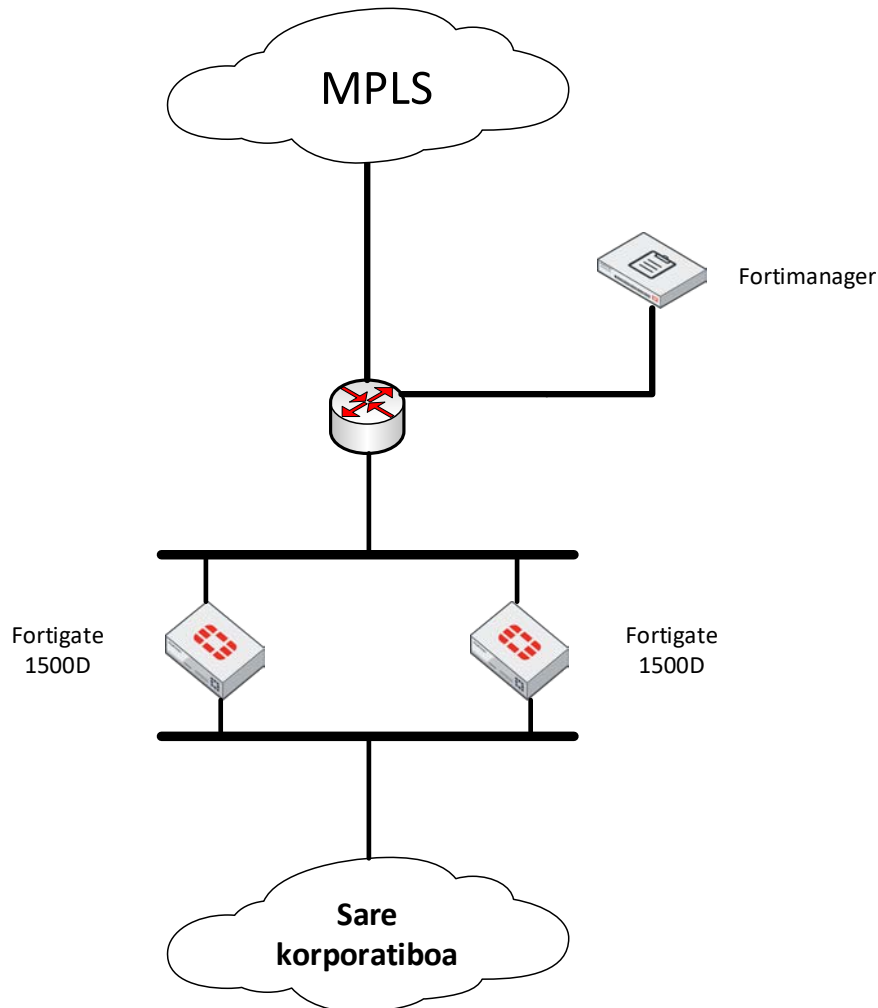 MPLS
Fortimanager
Fortigate
1500D
Fortigate
1500D
Sare
korporatiboa